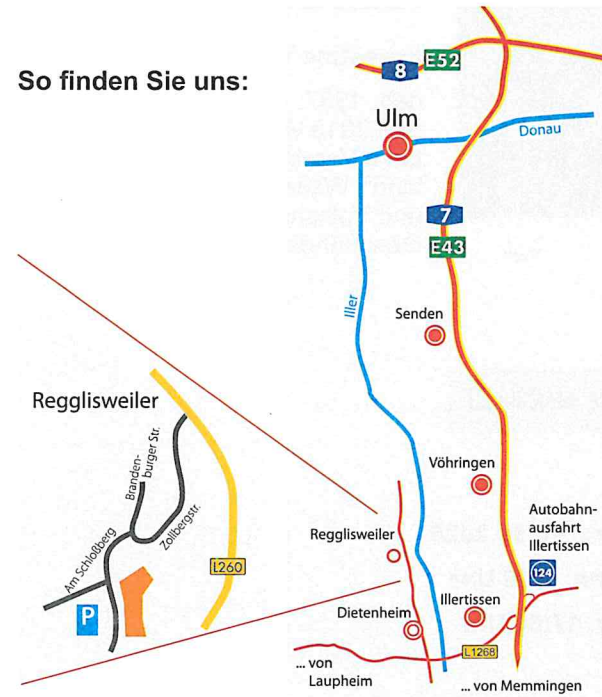 So finden Sie uns:
8
E52
Ulm
Donau
7
E43
Iller
Senden
Vöhringen
Autobahn-
ausfahrt
Illertissen
124
Regglisweiler
Dietenheim
Illertissen
L1268
... von
Laupheim
... von Memmingen
Regglisweiler
Branden-
burger Str.
Zollbergstr.
Am Schloßberg
L260
P